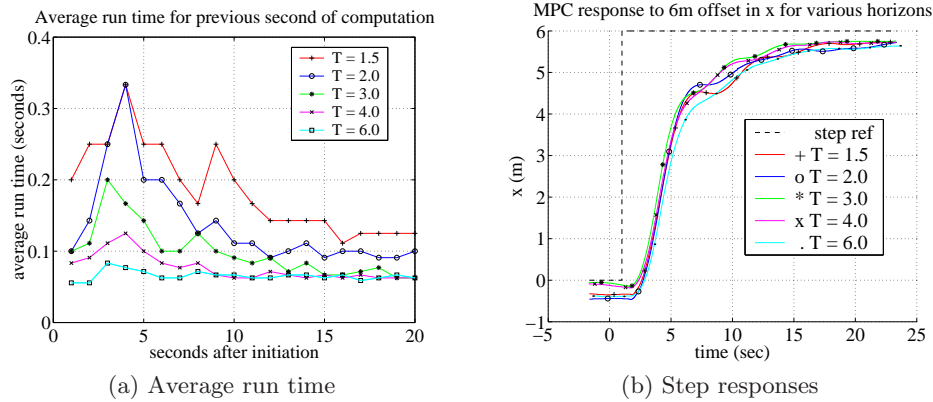 Average run time for previous second of computation
0.4
0.3
0.2
0.1
0
0
5
10
15
20
average run time (seconds)
seconds after initiation
T = 1.5
T = 2.0
T = 3.0
T = 4.0
T = 6.0
(a) Average run time
MPC response to 6m offset in x for various horizons
6
5
4
3
2
1
0
−1
−5
0
5
10
15
20
25
x (m)
time (sec)
step ref
+ T = 1.5
o T = 2.0
* T = 3.0
x T = 4.0
. T = 6.0
(b) Step responses